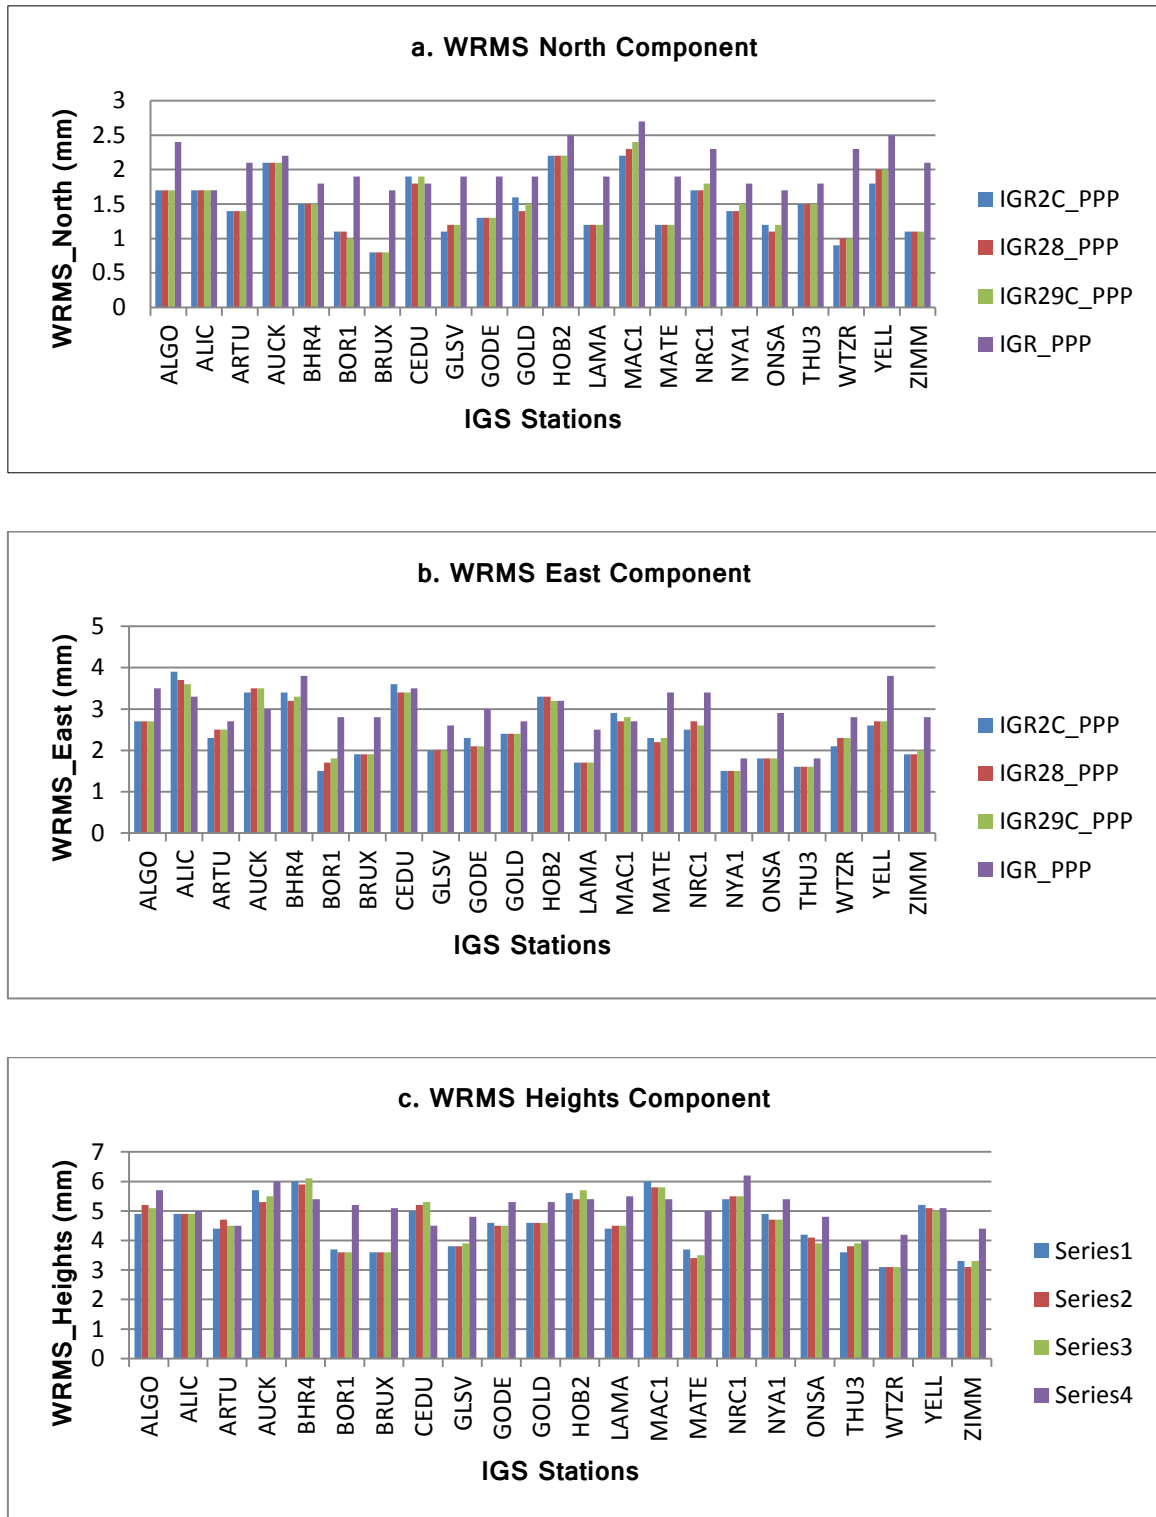 a. WRMS North Component
WRMS_North (mm)
3
2.5
2
1.5
1
0.5
0
ALGO
ALIC
ARTU
AUCK
BHR4
BOR1
BRUX
CEDU
GLSV
GODE
GOLD
HOB2
LAMA
MAC1
MATE
NRC1
NYA1
ONSA
THU3
WTZR
YELL
ZIMM
IGS Stations
IGR2C_PPP
IGR28_PPP
IGR29C_PPP
IGR_PPP
b. WRMS East Component
WRMS_East (mm)
5
4
3
2
1
0
ALGO
ALIC
ARTU
AUCK
BHR4
BOR1
BRUX
CEDU
GLSV
GODE
GOLD
HOB2
LAMA
MAC1
MATE
NRC1
NYA1
ONSA
THU3
WTZR
YELL
ZIMM
IGS Stations
IGR2C_PPP
IGR28_PPP
IGR29C_PPP
IGR_PPP
c. WRMS Heights Component
WRMS_Heights (mm)
7
6
5
4
3
2
1
0
ALGO
ALIC
ARTU
AUCK
BHR4
BOR1
BRUX
CEDU
GLSV
GODE
GOLD
HOB2
LAMA
MAC1
MATE
NRC1
NYA1
ONSA
THU3
WTZR
YELL
ZIMM
IGS Stations
Series1
Series2
Series3
Series4